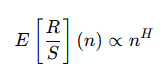 E [R/S] (n) ∝ n^H